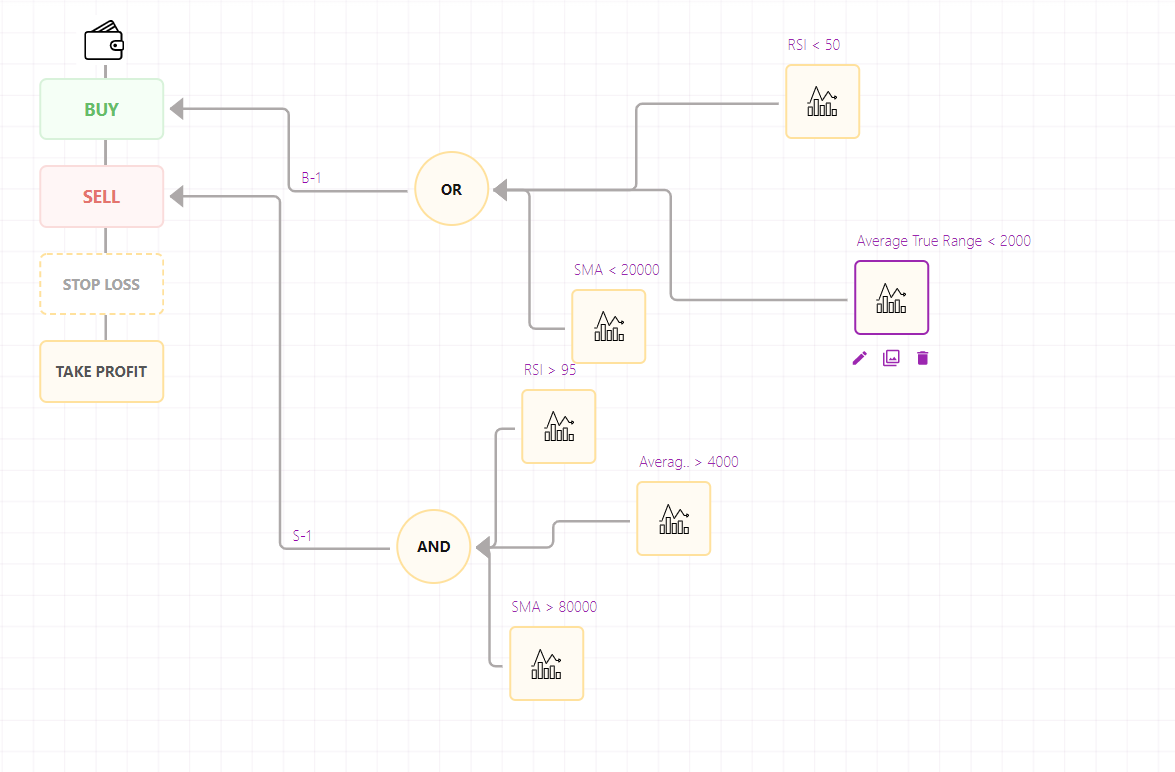 RSI < 50
BUY
B-1
OR
SELL
Average True Range < 2000
SMA < 20000
STOP LOSS
TAKE PROFIT
RSI > 95
Averag.. > 4000
S-1
AND
SMA > 80000